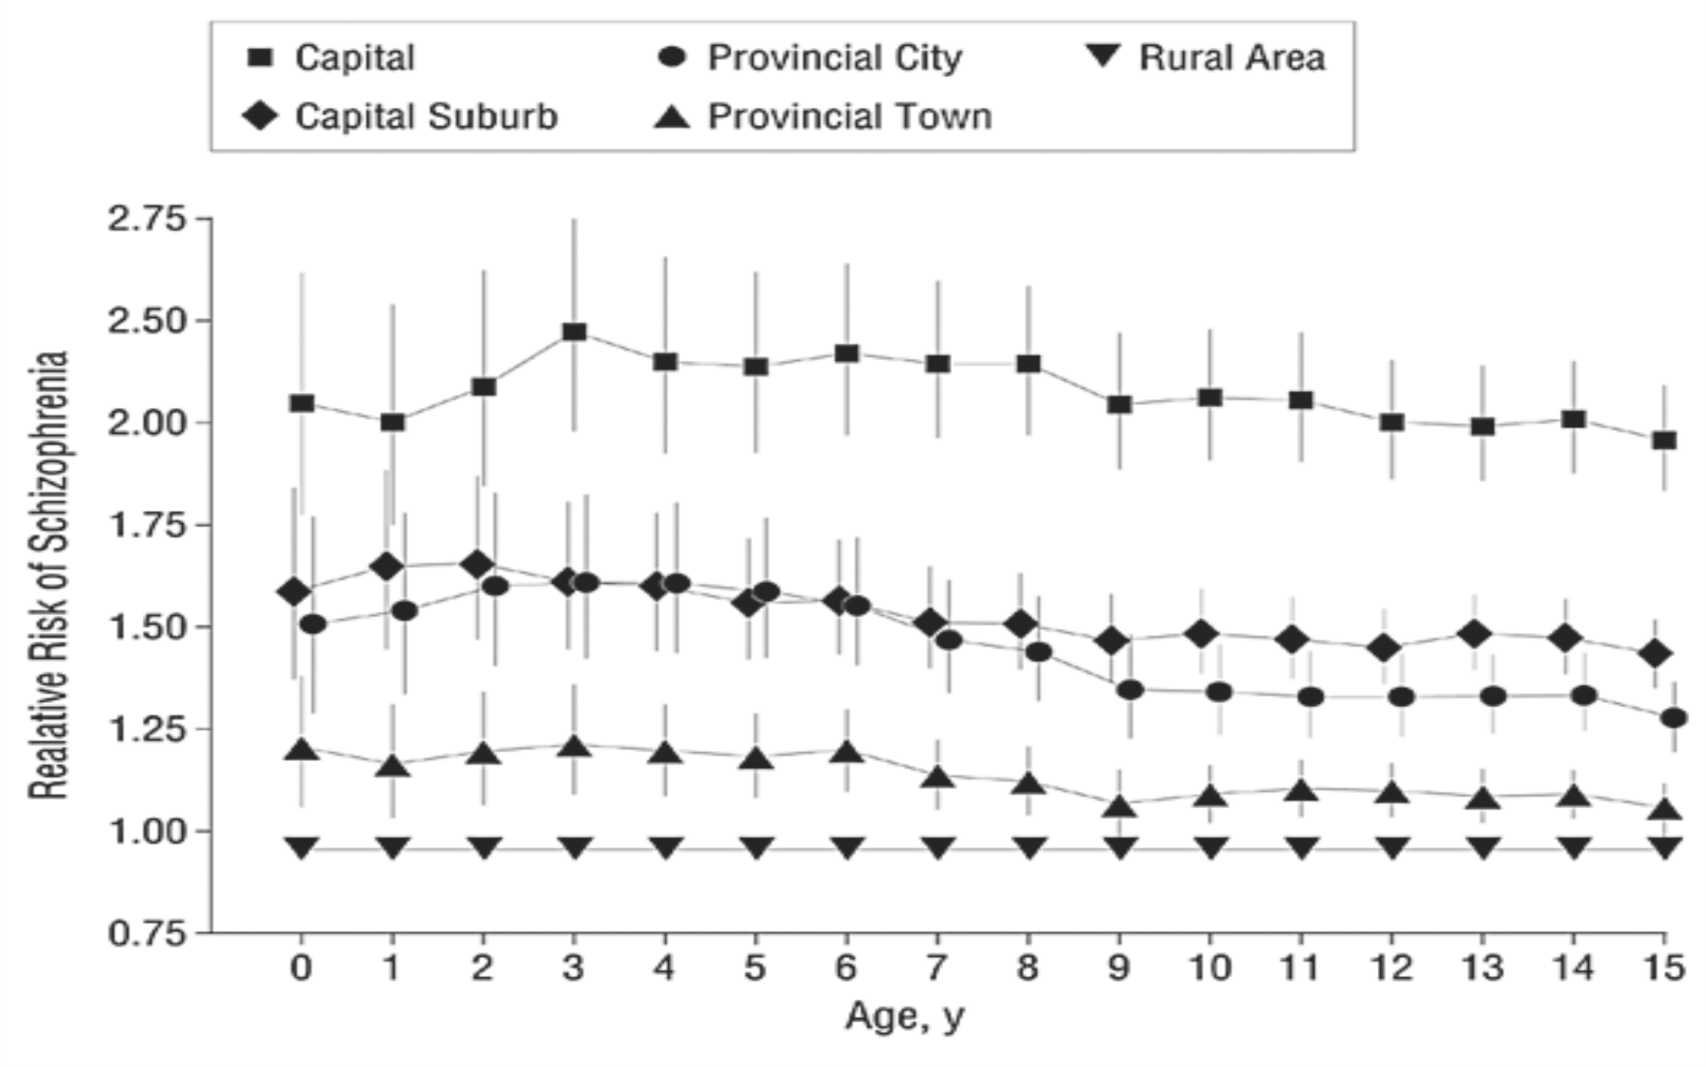 Capital
Provincial City
Rural Area
Capital Suburb
Provincial Town
Realative Risk of Schizophrenia
2.75
2.50
2.00
1.75
1.50
1.25
1.00
0.75
0 1 2 3 4 5 6 7 8 9 10 11 12 13 14 15
Age, y